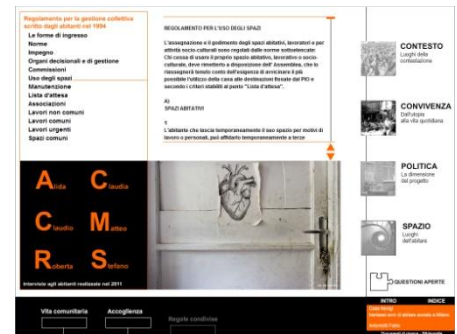 Regolamento per la gestione collettiva
scritto dagli abitanti nel 1994
Le forme di ingresso
Norme
Impegno
Organi decisionali e di gestione
Commissioni
Uso degli spazi
Manutenzione
Lista d'attesa
Associazioni
Lavori non comuni
Lavori comuni
Lavori urgenti
Spazi comuni
REGOLAMENTO PER L'USO DEGLI SPAZI
L'assegnazione e il godimento degli spazi abitativi, lavorativi e per
attività socio-culturali sono regolati dalle norme sottoelencate:
Chi cessa di usare il proprio spazio abitativo, lavorativo o socio-
culturale, deve rimetterlo a disposizione dell' Assemblea, che lo
riassegnerà tenuto conto dell'esigenza di avvicinare il più
possibile l'utilizzo della casa alle destinazioni fissate dal PIO e
secondo i criteri stabiliti al punto "Lista d'attesa".
A)
SPAZI ABITATIVI
1.
L'abitante che lascia temporaneamente il suo spazio per motivi di
lavoro o personali, può affidarlo temporaneamente a terze
CONTESTO
Luoghi della
contestazione
CONVIVENZA
Dall'utopia
alla vita quotidiana
POLITICA
La dimensione
del progetto
SPAZIO
Luoghi
dell'abitare
QUESTIONI APERTE
Alida
Claudia
Claudio
Matteo
Roberta
Stefano
Interviste agli abitanti realizzate nel 2011
Vita comunitaria
Accoglienza
Regole condivise
INTRO
INDICE